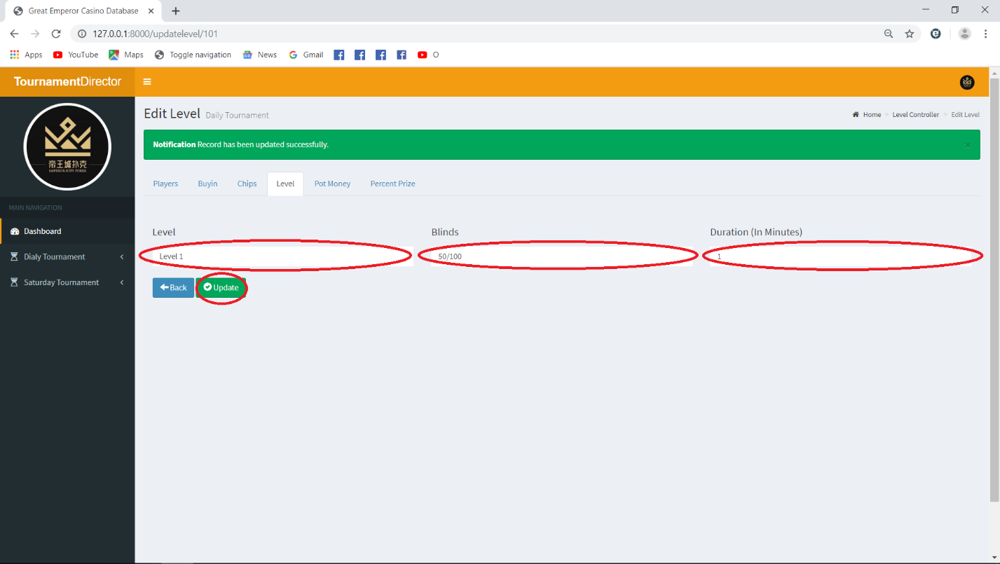 Great Emperor Casino Database
127.0.0.1:8000/updatelevel/101
Apps YouTube Maps Toggle navigation News Gmail O
TournamentDirector
帝王城扑克
EMPEROR CITY POKER
MAIN NAVIGATION
Dashboard
Dialy Tournament
Saturday Tournament
Edit Level Daily Tournament
Home > Level Controller > Edit Level
Notification Record has been updated successfully. ×
Players Buyin Chips Level Pot Money Percent Prize
Level Blinds Duration (In Minutes)
Level 1 50/100 1
Back Update